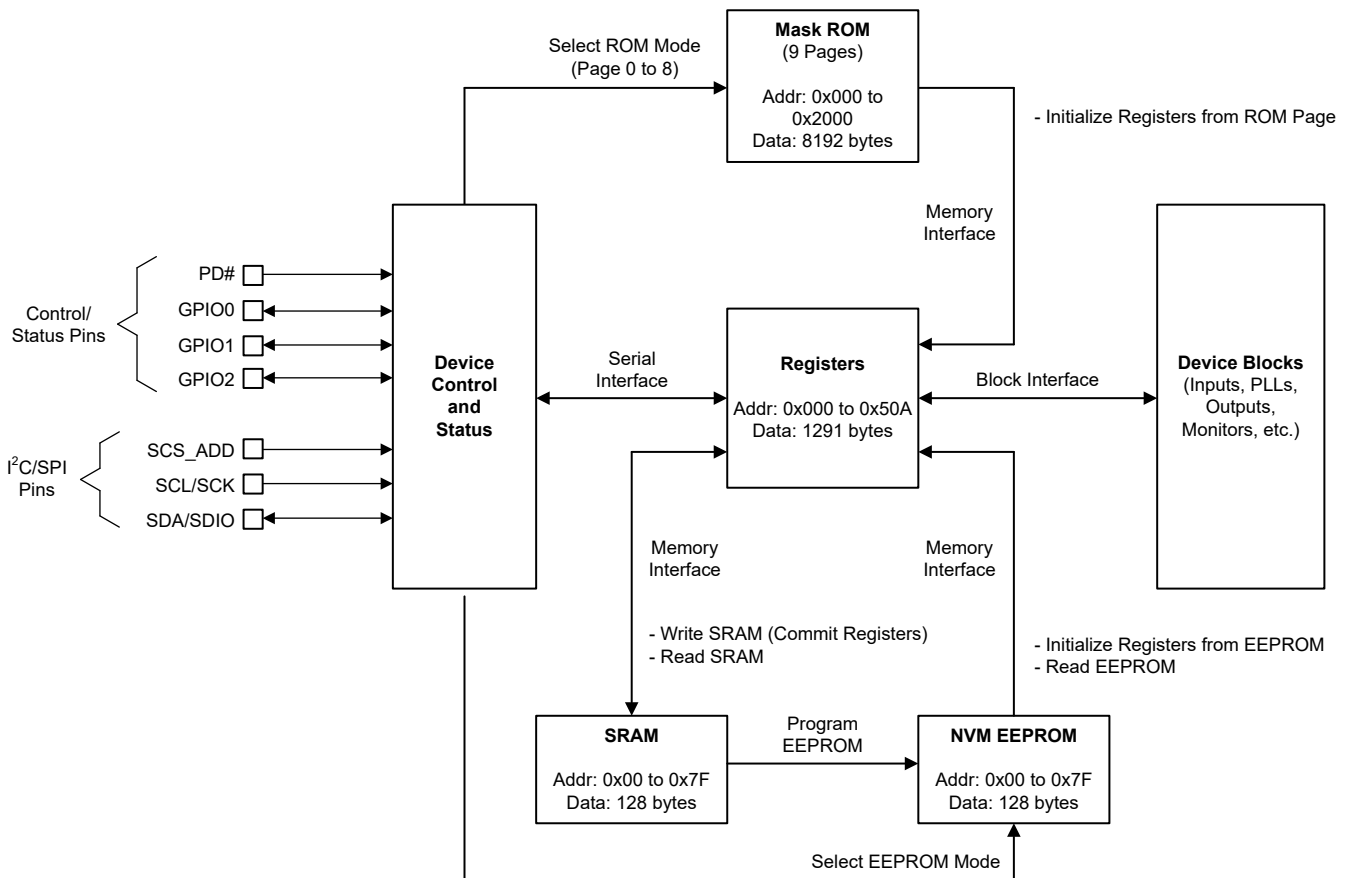 Mask ROM
(9 Pages)
Addr: 0x000 to
0x2000
Data: 8192 bytes
Select ROM Mode
(Page 0 to 8)
- Initialize Registers from ROM Page
Memory
Interface
Control/
Status Pins
PD#
GPIO0
GPIO1
GPIO2
I²C/SPI
Pins
SCS_ADD
SCL/SCK
SDA/SDIO
Device
Control
and
Status
Serial
Interface
Registers
Addr: 0x000 to 0x50A
Data: 1291 bytes
Block Interface
Device Blocks
(Inputs, PLLs,
Outputs,
Monitors, etc.)
Memory
Interface
- Write SRAM (Commit Registers)
- Read SRAM
Memory
Interface
- Initialize Registers from EEPROM
- Read EEPROM
SRAM
Addr: 0x00 to 0x7F
Data: 128 bytes
Program
EEPROM
NVM EEPROM
Addr: 0x00 to 0x7F
Data: 128 bytes
Select EEPROM Mode